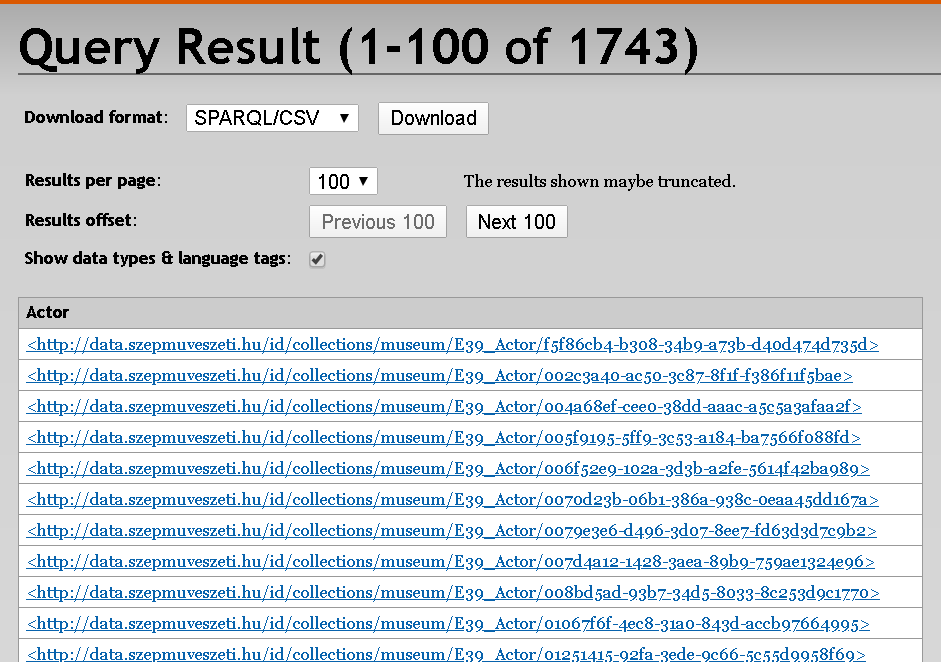 Query Result (1-100 of 1743)
Download format: SPARQL/CSV Download
Results per page: 100 The results shown maybe truncated.
Results offset: Previous 100 Next 100
Show data types & language tags:
Actor
<http://data.szepmuveszeti.hu/id/collections/museum/E39_Actor/f5f86cb4-b308-34b9-a73b-d40d474d735d>
<http://data.szepmuveszeti.hu/id/collections/museum/E39_Actor/002c3a40-ac50-3c87-8f1f-f386f11f5bae>
<http://data.szepmuveszeti.hu/id/collections/museum/E39_Actor/004a68ef-cee0-38dd-aaac-a5c5a3afaa2f>
<http://data.szepmuveszeti.hu/id/collections/museum/E39_Actor/005f9195-5ff9-3c53-a184-ba7566f088fd>
<http://data.szepmuveszeti.hu/id/collections/museum/E39_Actor/006f52e9-102a-3d3b-a2fe-5614f42ba989>
<http://data.szepmuveszeti.hu/id/collections/museum/E39_Actor/0070d23b-06b1-386a-938c-0eaa45dd167a>
<http://data.szepmuveszeti.hu/id/collections/museum/E39_Actor/0079e3e6-d496-3d07-8ee7-fd63d3d7c9b2>
<http://data.szepmuveszeti.hu/id/collections/museum/E39_Actor/007d4a12-1428-3aea-89b9-759ae1324e96>
<http://data.szepmuveszeti.hu/id/collections/museum/E39_Actor/008bd5ad-93b7-34d5-8033-8c253d9c1770>
<http://data.szepmuveszeti.hu/id/collections/museum/E39_Actor/01067f6f-4ec8-31a0-843d-accb97664995>
<http://data.szepmuveszeti.hu/id/collections/museum/E39_Actor/01251415-92fa-3ede-9c66-5c55d9958f69>